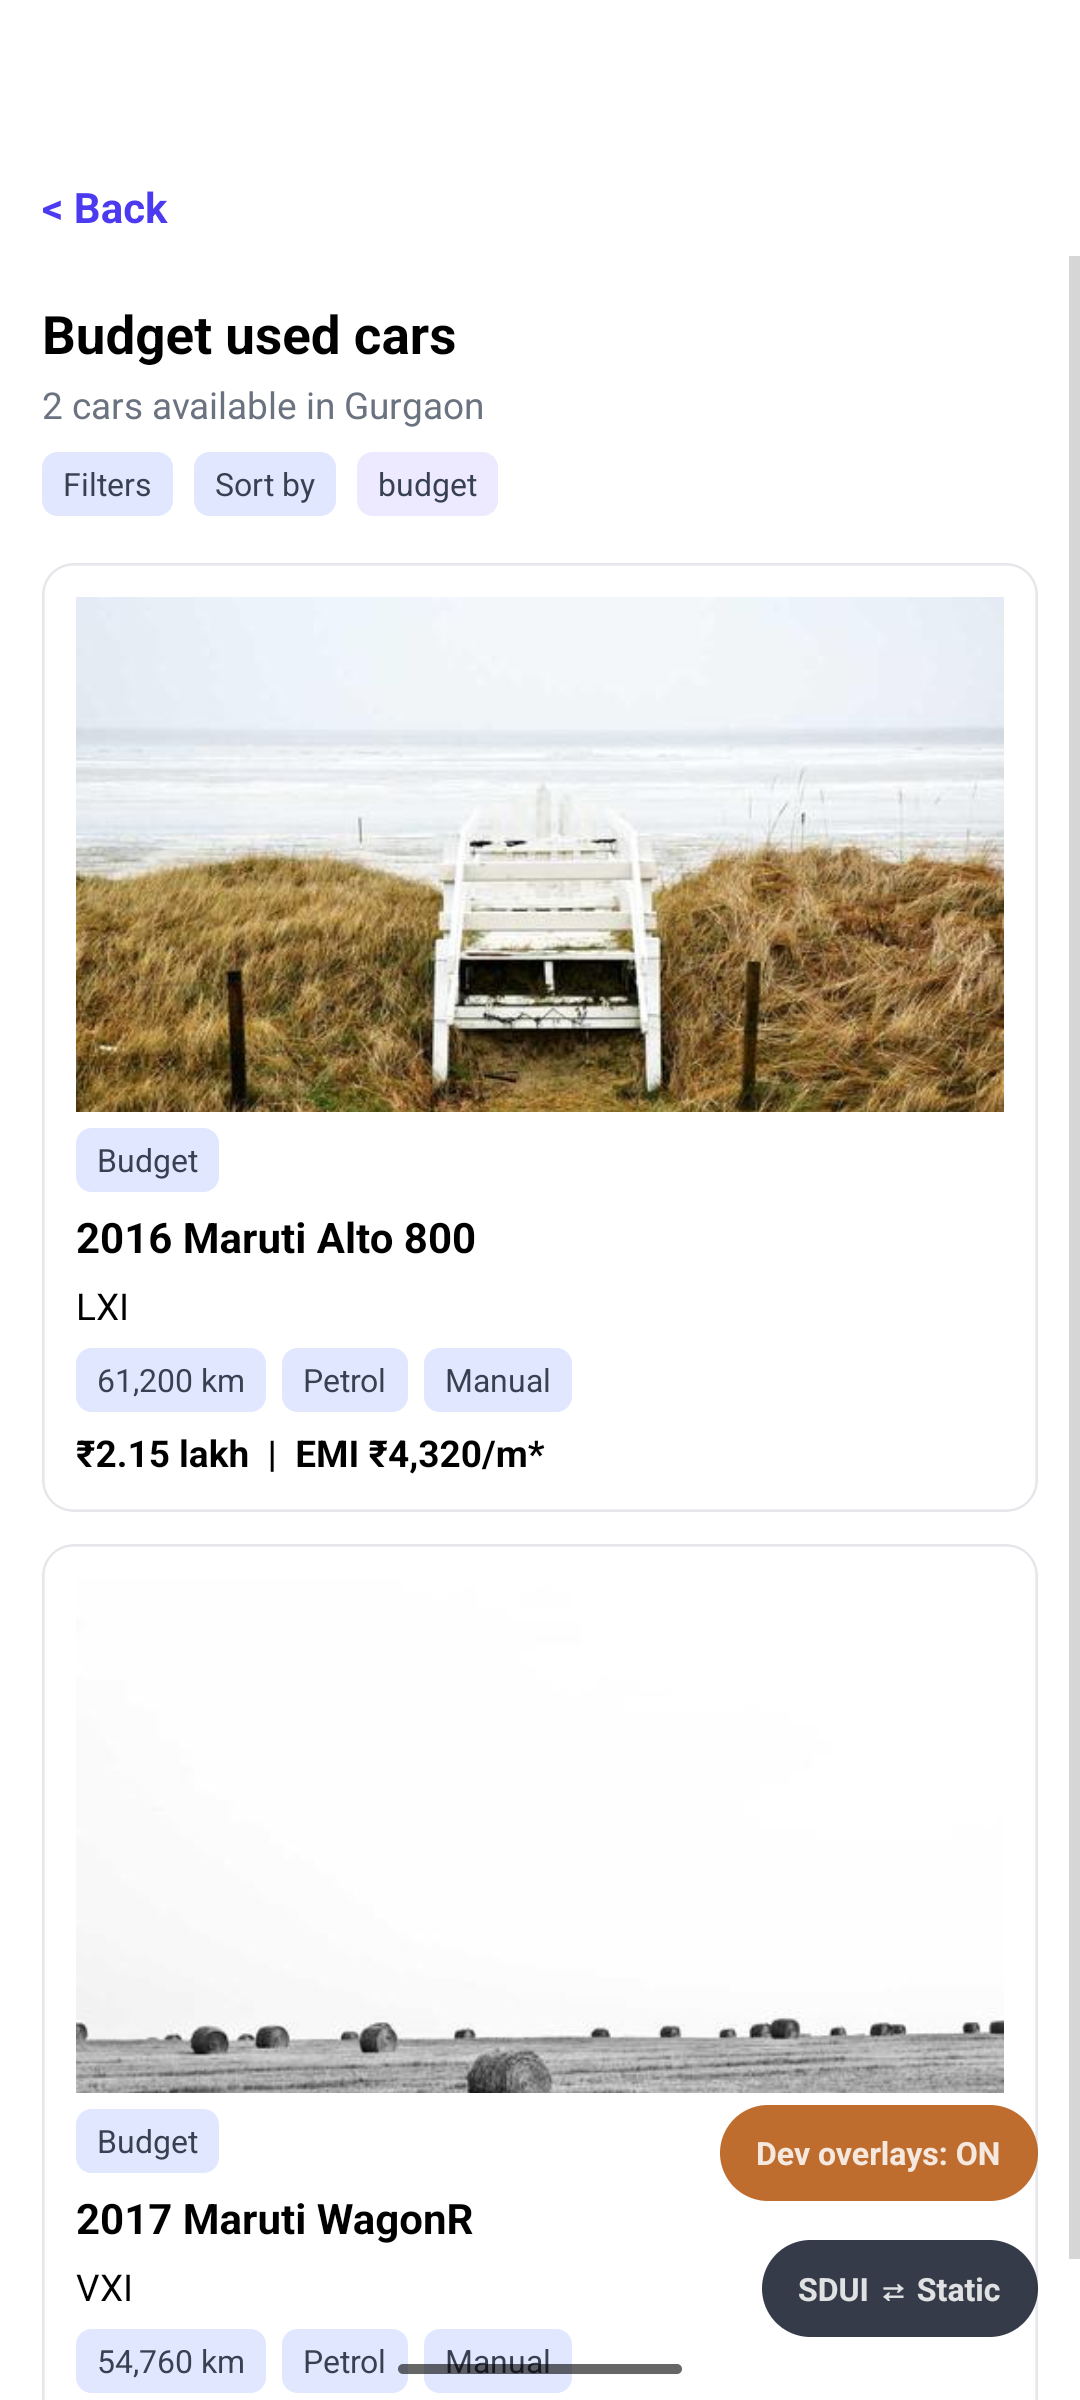 < Back
Budget used cars
2 cars available in Gurgaon
Filters Sort by budget
Budget
2016 Maruti Alto 800
LXI
61,200 km Petrol Manual
₹2.15 lakh | EMI ₹4,320/m*
Budget
Dev overlays: ON
2017 Maruti WagonR
VXI
SDUI ⇄ Static
54,760 km Petrol Manual